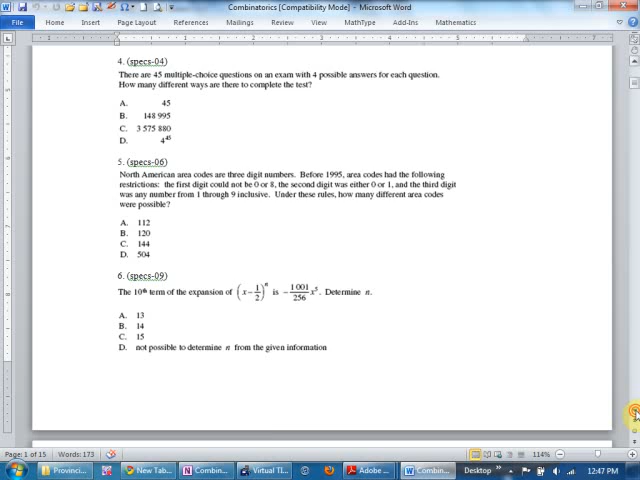 Combinatorics [Compatibility Mode] - Microsoft Word
File Home Insert Page Layout References Mailings Review View MathType Add-Ins Mathematics
4. (specs-04)
There are 45 multiple-choice questions on an exam with 4 possible answers for each question.
How many different ways are there to complete the test?
A. 45
B. 148 995
C. 3 575 880
D. 4^45
5. (specs-06)
North American area codes are three digit numbers. Before 1995, area codes had the following
restrictions: the first digit could not be 0 or 8, the second digit was either 0 or 1, and the third digit
was any number from 1 through 9 inclusive. Under these rules, how many different area codes
were possible?
A. 112
B. 120
C. 144
D. 504
6. (specs-09)
The 10th term of the expansion of (x − 1/2)^n is − 1 001/256 x^5. Determine n.
A. 13
B. 14
C. 15
D. not possible to determine n from the given information
Page: 1 of 15 Words: 173 114%
Provinci... New Tab... Combin... Virtual TI... Adobe ... Combin... Desktop » 12:47 PM